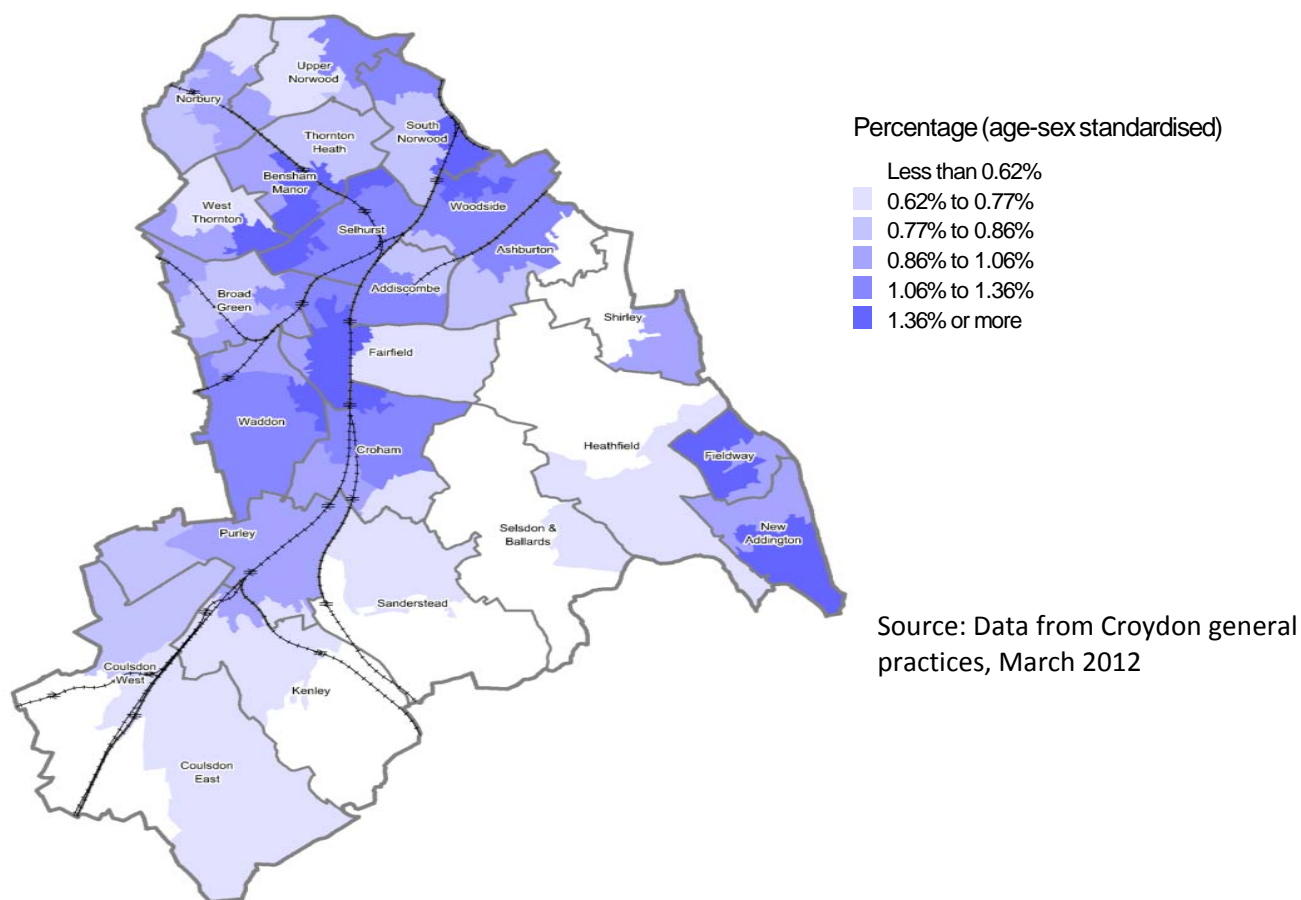 Upper
Norwood
Norbury
South
Norwood
Thornton
Heath
Bensham
Manor
West
Thornton
Woodside
Selhurst
Ashburton
Addiscombe
Broad
Green
Shirley
Fairfield
Waddon
Croham
Heathfield
Fieldway
New
Addington
Selsdon &
Ballards
Purley
Sanderstead
Coulsdon
West
Kenley
Coulsdon
East
Percentage (age-sex standardised)
Less than 0.62%
0.62% to 0.77%
0.77% to 0.86%
0.86% to 1.06%
1.06% to 1.36%
1.36% or more
Source: Data from Croydon general
practices, March 2012